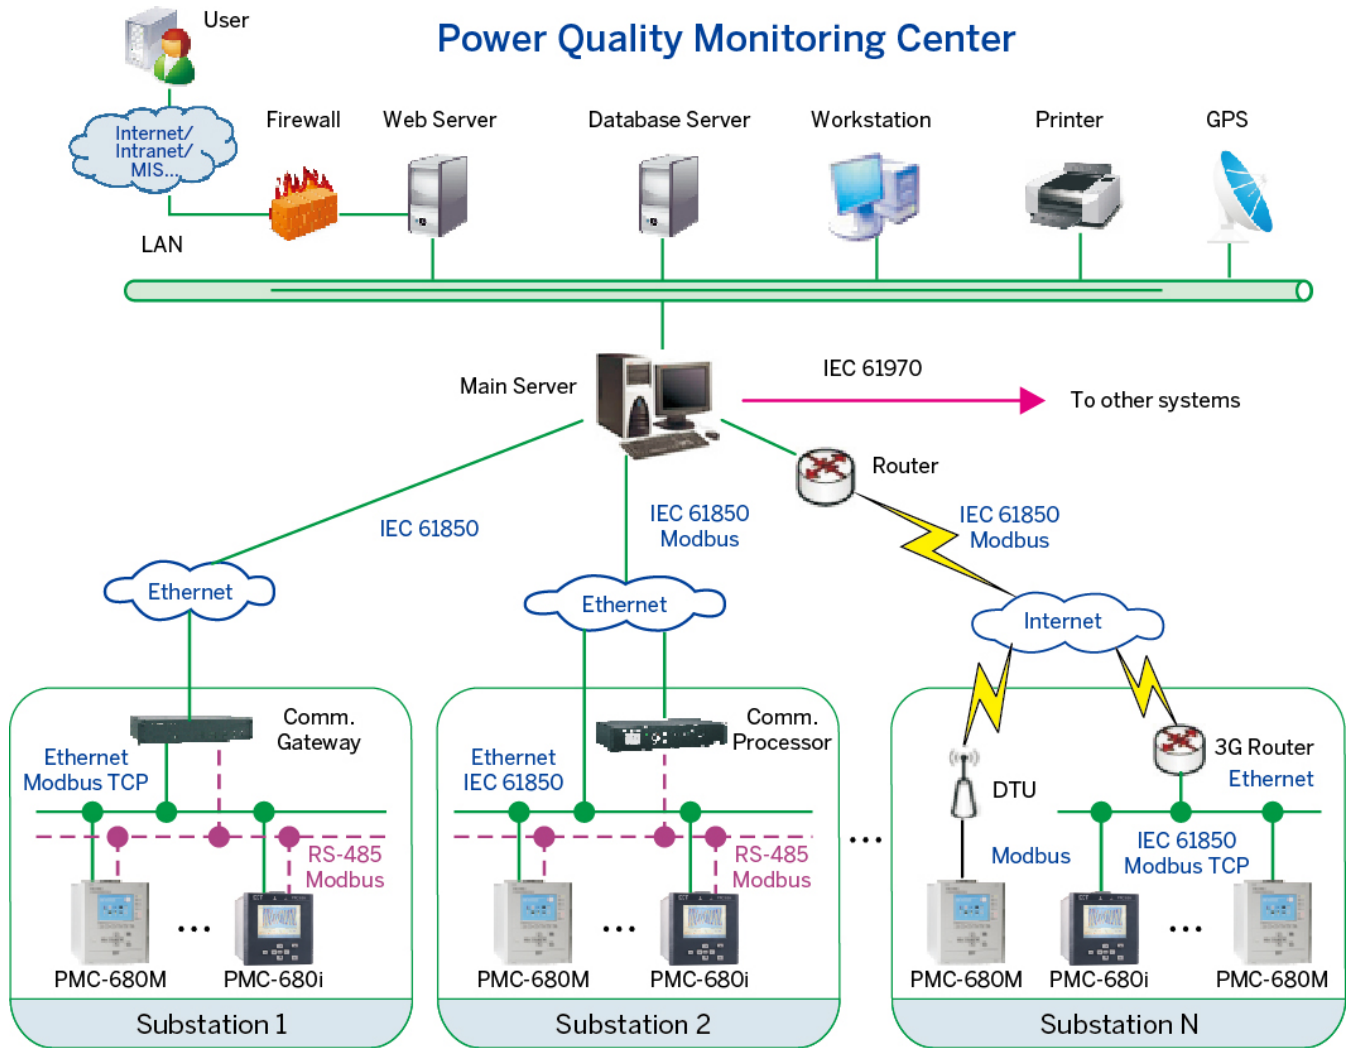 User
Power Quality Monitoring Center
Internet/
Intranet/
MIS...
Firewall
Web Server
Database Server
Workstation
Printer
GPS
LAN
Main Server
IEC 61970
To other systems
Router
IEC 61850
IEC 61850
Modbus
IEC 61850
Modbus
Ethernet
Ethernet
Internet
Comm.
Gateway
Ethernet
Modbus TCP
RS-485
Modbus
PMC-680M
...
PMC-680i
Substation 1
Comm.
Processor
Ethernet
IEC 61850
RS-485
Modbus
PMC-680M
...
PMC-680i
Substation 2
...
3G Router
Ethernet
DTU
Modbus
IEC 61850
Modbus TCP
PMC-680M
PMC-680i
...
PMC-680M
Substation N